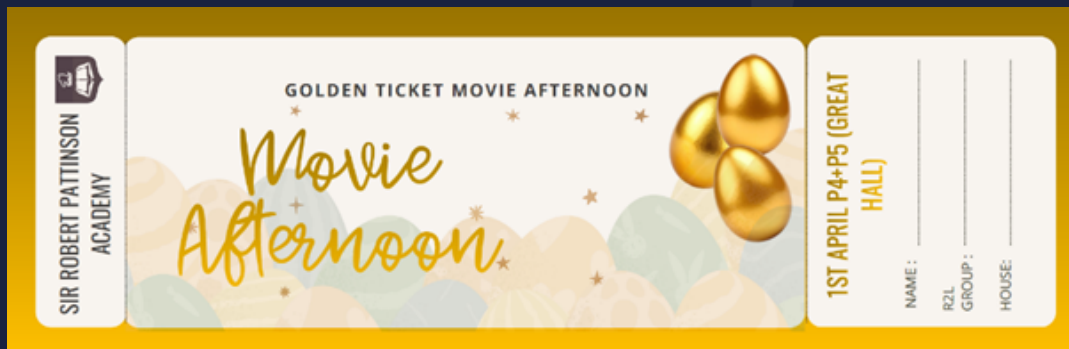 SIR ROBERT PATTINSON
ACADEMY
GOLDEN TICKET MOVIE AFTERNOON
Movie
Afternoon
1ST APRIL P4+P5 (GREAT
HALL)
NAME :
R2L
GROUP :
HOUSE: